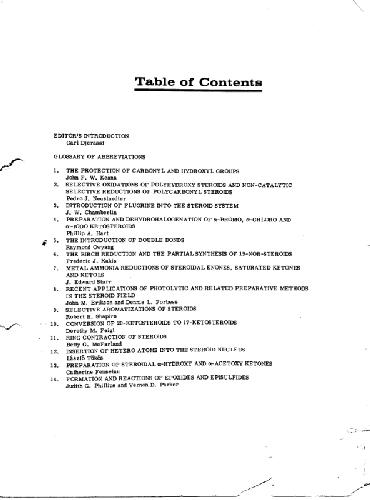 Table of Contents
EDITOR'S INTRODUCTION
Carl Djerassi
GLOSSARY OF ABBREVIATIONS
1. THE PROTECTION OF CARBONYL AND HYDROXYL GROUPS
John F. W. Keana
2. SELECTIVE OXIDATIONS OF POLYHYDROXY STEROIDS AND NON-CATALYTIC
SELECTIVE REDUCTIONS OF POLYCARBONYL STEROIDS
Pedro J. Neustaedter
3. INTRODUCTION OF FLUORINE INTO THE STEROID SYSTEM
J. W. Chamberlin
4. PREPARATION AND DEHYDROHALOGENATION OF α-BROMO, α-CHLORO AND
α-IODO KETOSTEROIDS
Phillip A. Hart
5. THE INTRODUCTION OF DOUBLE BONDS
Raymond Owyang
6. THE BIRCH REDUCTION AND THE PARTIAL SYNTHESIS OF 19-NOR-STEROIDS
Frederic J. Kakis
7. METAL AMMONIA REDUCTIONS OF STEROIDAL ENONES, SATURATED KETONES
AND KETOLS
J. Edward Starr
8. RECENT APPLICATIONS OF PHOTOLYTIC AND RELATED PREPARATIVE METHODS
IN THE STEROID FIELD
John M. Erikson and Dennis L. Forbess
9. SELECTIVE AROMATIZATIONS OF STEROIDS
Robert H. Shapiro
10. CONVERSION OF 20-KETOSTEROIDS TO 17-KETOSTEROIDS
Dorothy M. Feigl
11. RING CONTRACTION OF STEROIDS
Betty G. McFarland
12. INSERTION OF HETERO ATOMS INTO THE STEROID NUCLEUS
László Tőkés
13. PREPARATION OF STEROIDAL α-HYDROXY AND α-ACETOXY KETONES
Catherine Fenselau
14. FORMATION AND REACTIONS OF EPOXIDES AND EPISULFIDES
Judith G. Phillips and Vernon D. Parker